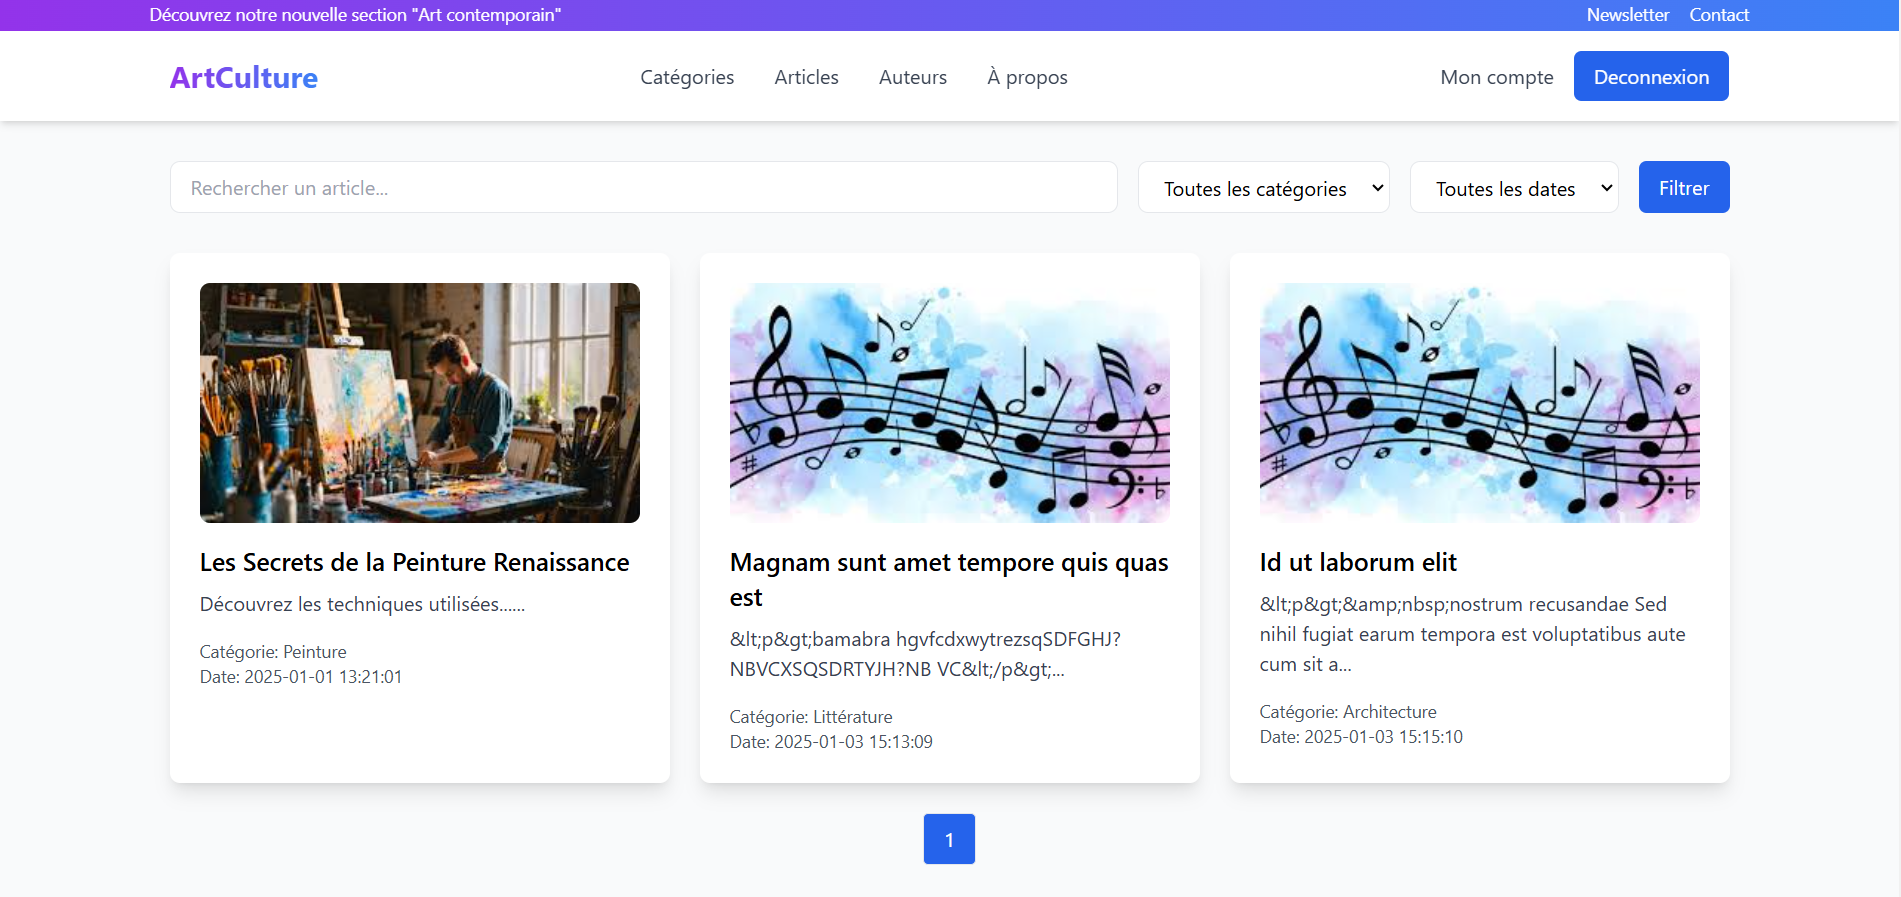 Découvrez notre nouvelle section "Art contemporain"
Newsletter Contact
ArtCulture
Catégories Articles Auteurs À propos
Mon compte Deconnexion
Rechercher un article...
Toutes les catégories
Toutes les dates
Filtrer
Les Secrets de la Peinture Renaissance
Découvrez les techniques utilisées......
Catégorie: Peinture
Date: 2025-01-01 13:21:01
Magnam sunt amet tempore quis quas
est
&lt;p&gt;bamabra hgvfcdxwytrezsqSDFGHJ?
NBVCXSQSDRTYJH?NB VC&lt;/p&gt;...
Catégorie: Littérature
Date: 2025-01-03 15:13:09
Id ut laborum elit
&lt;p&gt;&amp;nbsp;nostrum recusandae Sed
nihil fugiat earum tempora est voluptatibus aute
cum sit a...
Catégorie: Architecture
Date: 2025-01-03 15:15:10
1